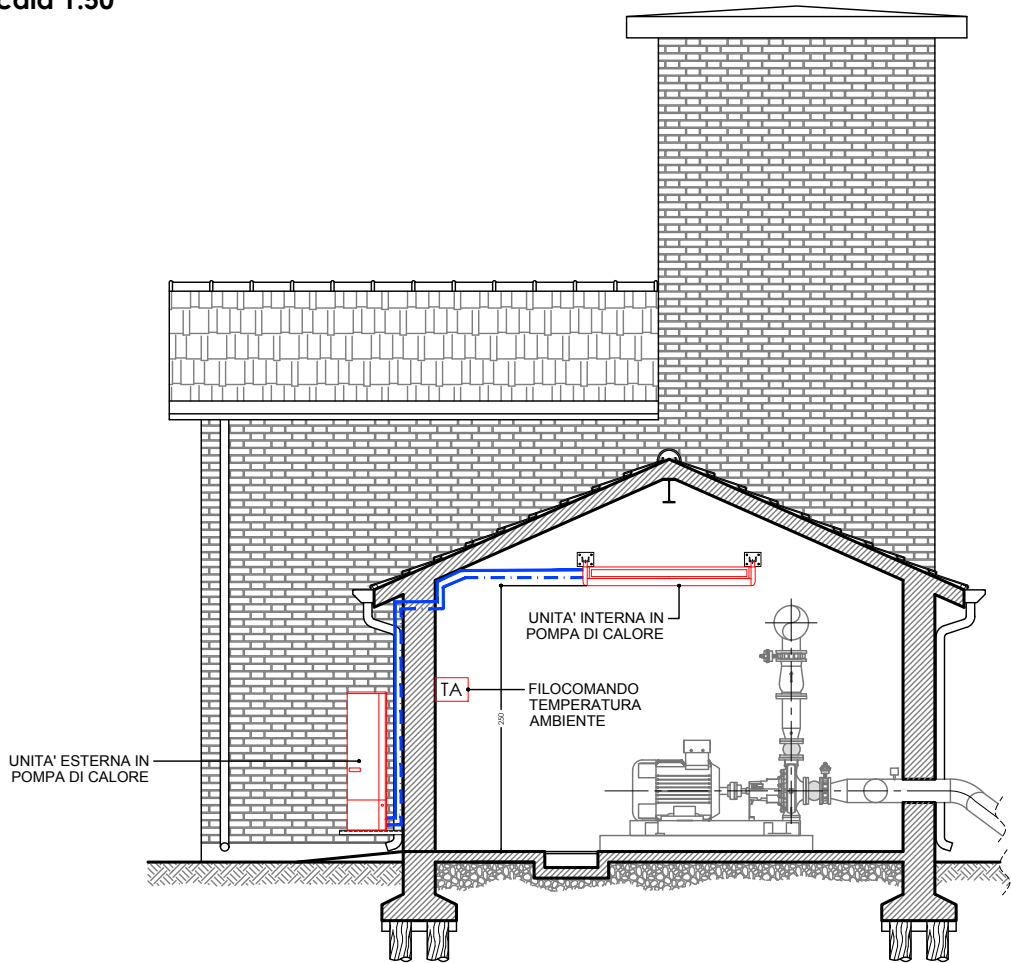 cala 1:50
UNITA' INTERNA IN
POMPA DI CALORE
TA
FILOCOMANDO
TEMPERATURA
AMBIENTE
250
UNITA' ESTERNA IN
POMPA DI CALORE